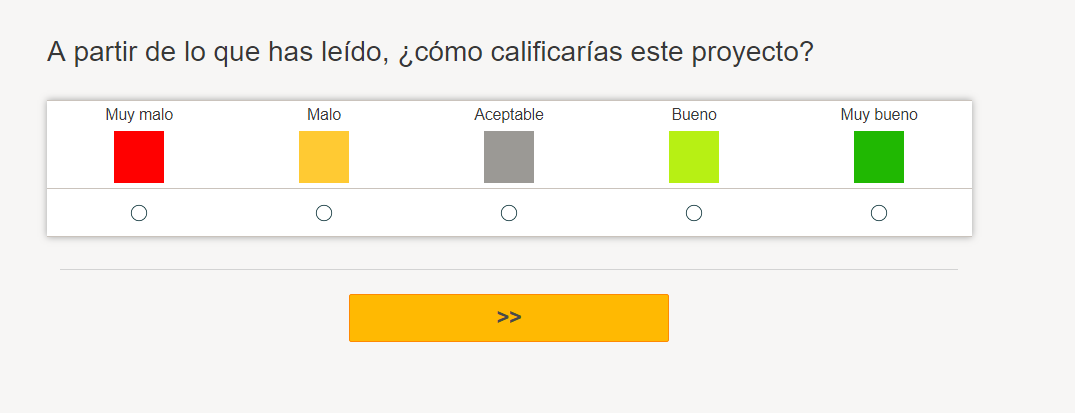 A partir de lo que has leído, ¿cómo calificarías este proyecto?
Muy malo Malo Aceptable Bueno Muy bueno
>>